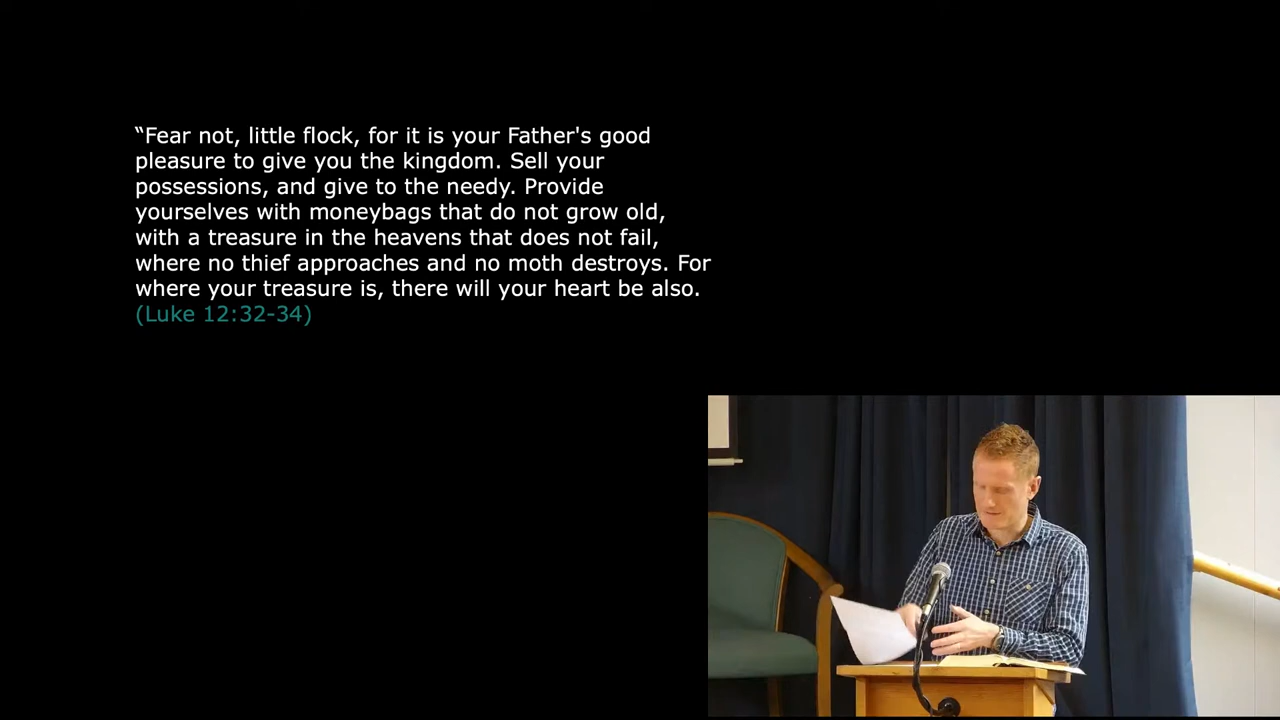 “Fear not, little flock, for it is your Father's good
pleasure to give you the kingdom. Sell your
possessions, and give to the needy. Provide
yourselves with moneybags that do not grow old,
with a treasure in the heavens that does not fail,
where no thief approaches and no moth destroys. For
where your treasure is, there will your heart be also.
(Luke 12:32-34)